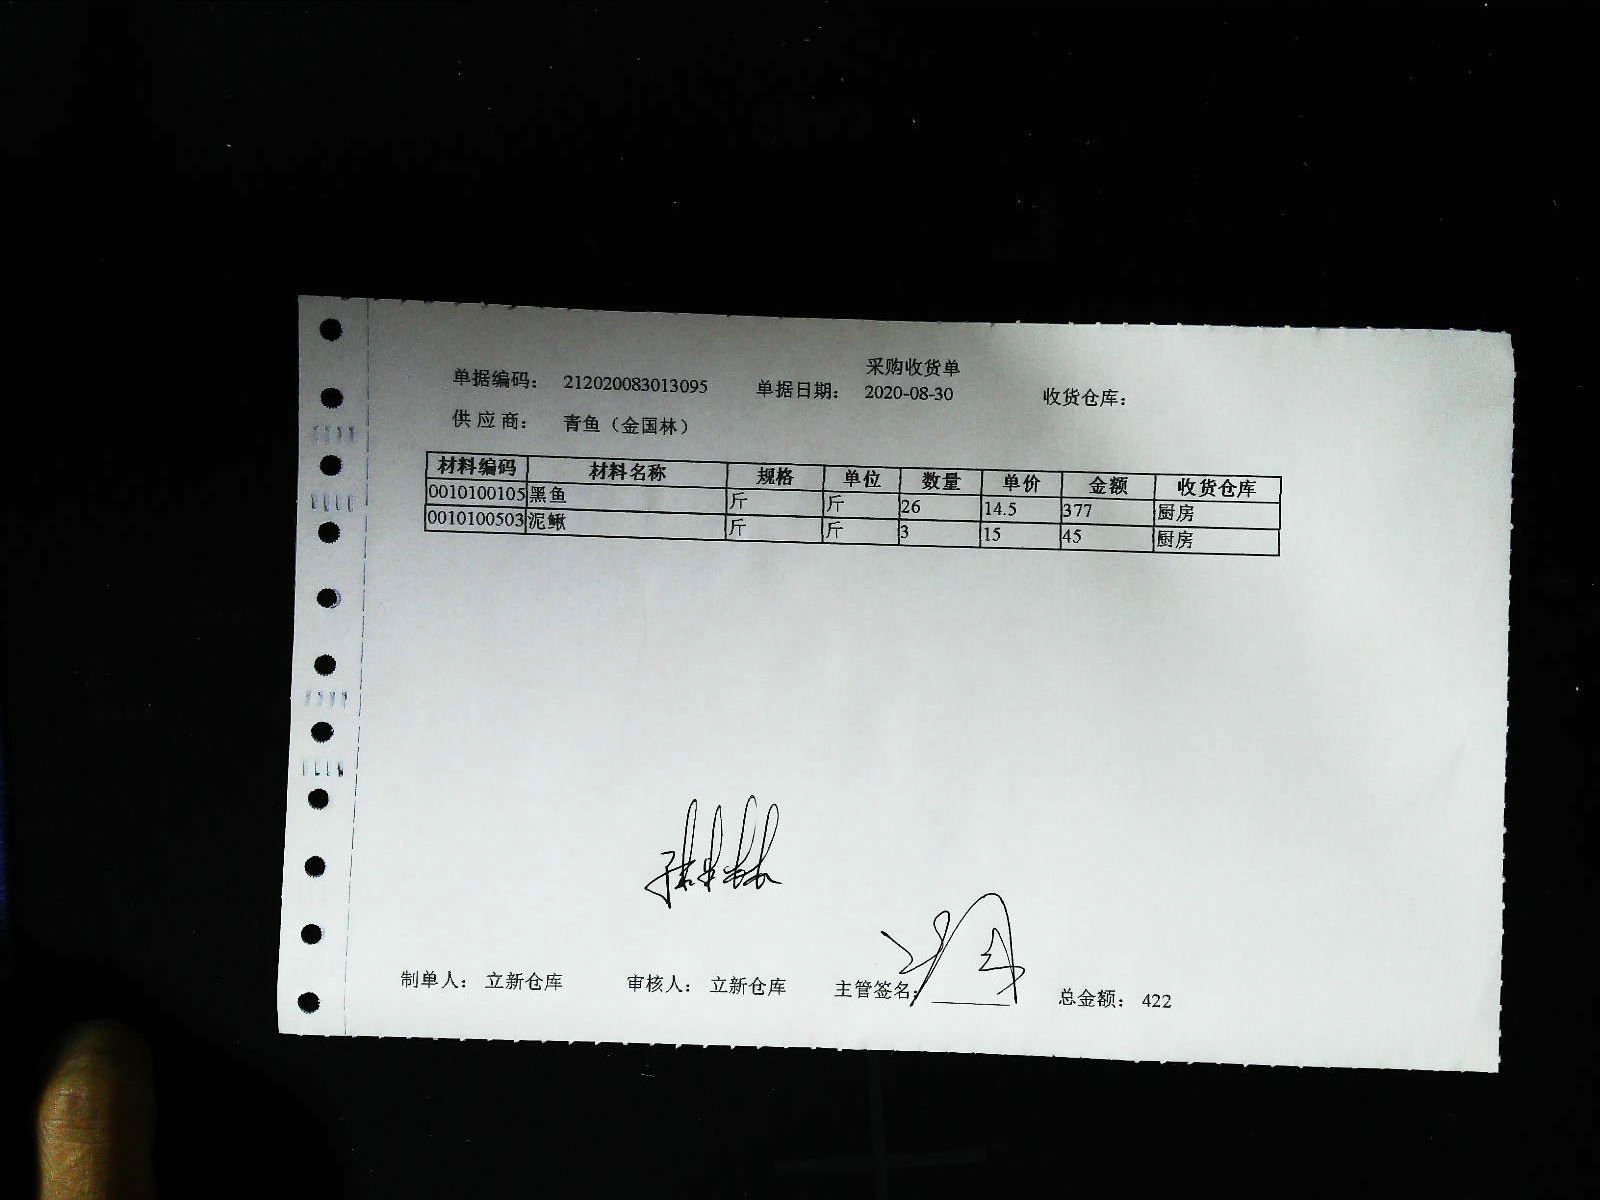 采购收货单
单据编码： 212020083013095 单据日期： 2020-08-30 收货仓库：
供 应 商： 青鱼（金国林）
材料编码 材料名称 规格 单位 数量 单价 金额 收货仓库
0010100105 黑鱼 斤 斤 26 14.5 377 厨房
0010100503 泥鳅 斤 斤 3 15 45 厨房
制单人： 立新仓库 审核人： 立新仓库 主管签名： 总金额： 422